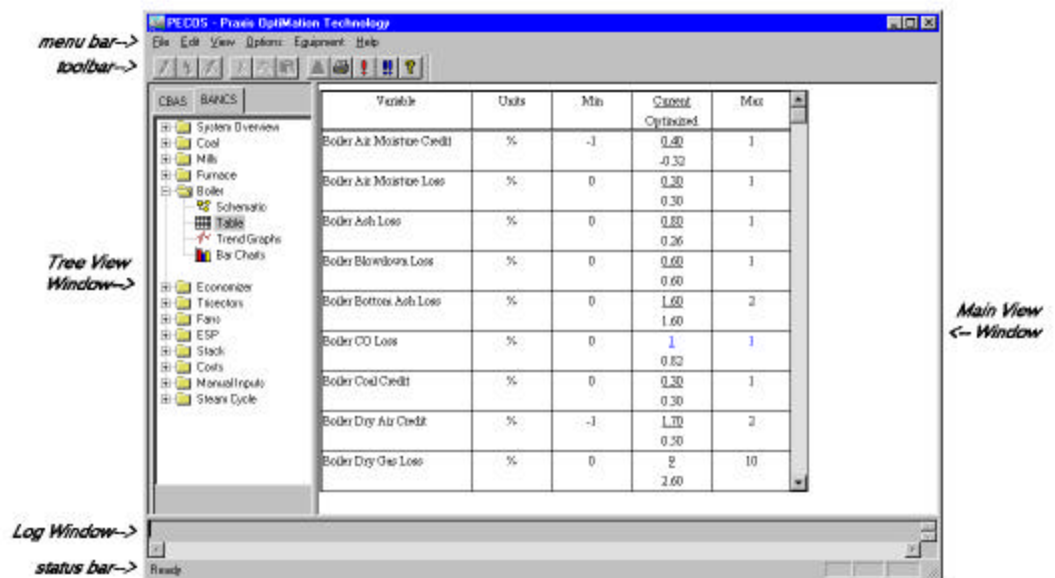 PECOS - Praxis OptiMation Technology
menu bar-->
File Edit View Options Equipment Help
toolbar-->
CBAS BANCS
System Overview
Coal
Mills
Furnace
Boiler
Schematic
Table
Trend Graphs
Bar Charts
Economizer
Trisectors
Fans
ESP
Stack
Costs
Manual Inputs
Steam Cycle
Tree View
Window-->
Variable Units Min Current Max
Optimized
Boiler Air Moisture Credit % -1 0.40 1
-0.32
Boiler Air Moisture Loss % 0 0.30 1
0.30
Boiler Ash Loss % 0 0.80 1
0.26
Boiler Blowdown Loss % 0 0.60 1
0.60
Boiler Bottom Ash Loss % 0 1.60 2
1.60
Boiler CO Loss % 0 1 1
0.82
Boiler Coil Credit % 0 0.30 1
0.30
Boiler Dry Air Credit % -1 1.70 2
0.50
Boiler Dry Gas Loss % 0 9 10
2.60
Main View
<-- Window
Log Window-->
status bar-->
Ready